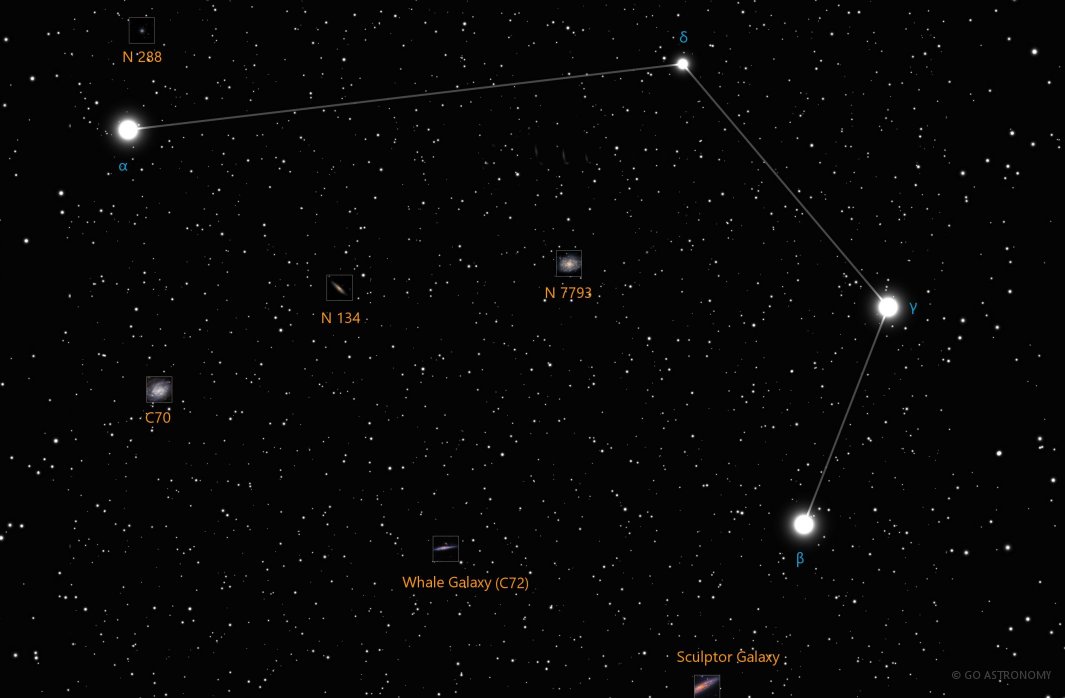 N 288
δ
α
γ
N 7793
N 134
C70
β
Whale Galaxy (C72)
Sculptor Galaxy
© GO ASTRONOMY